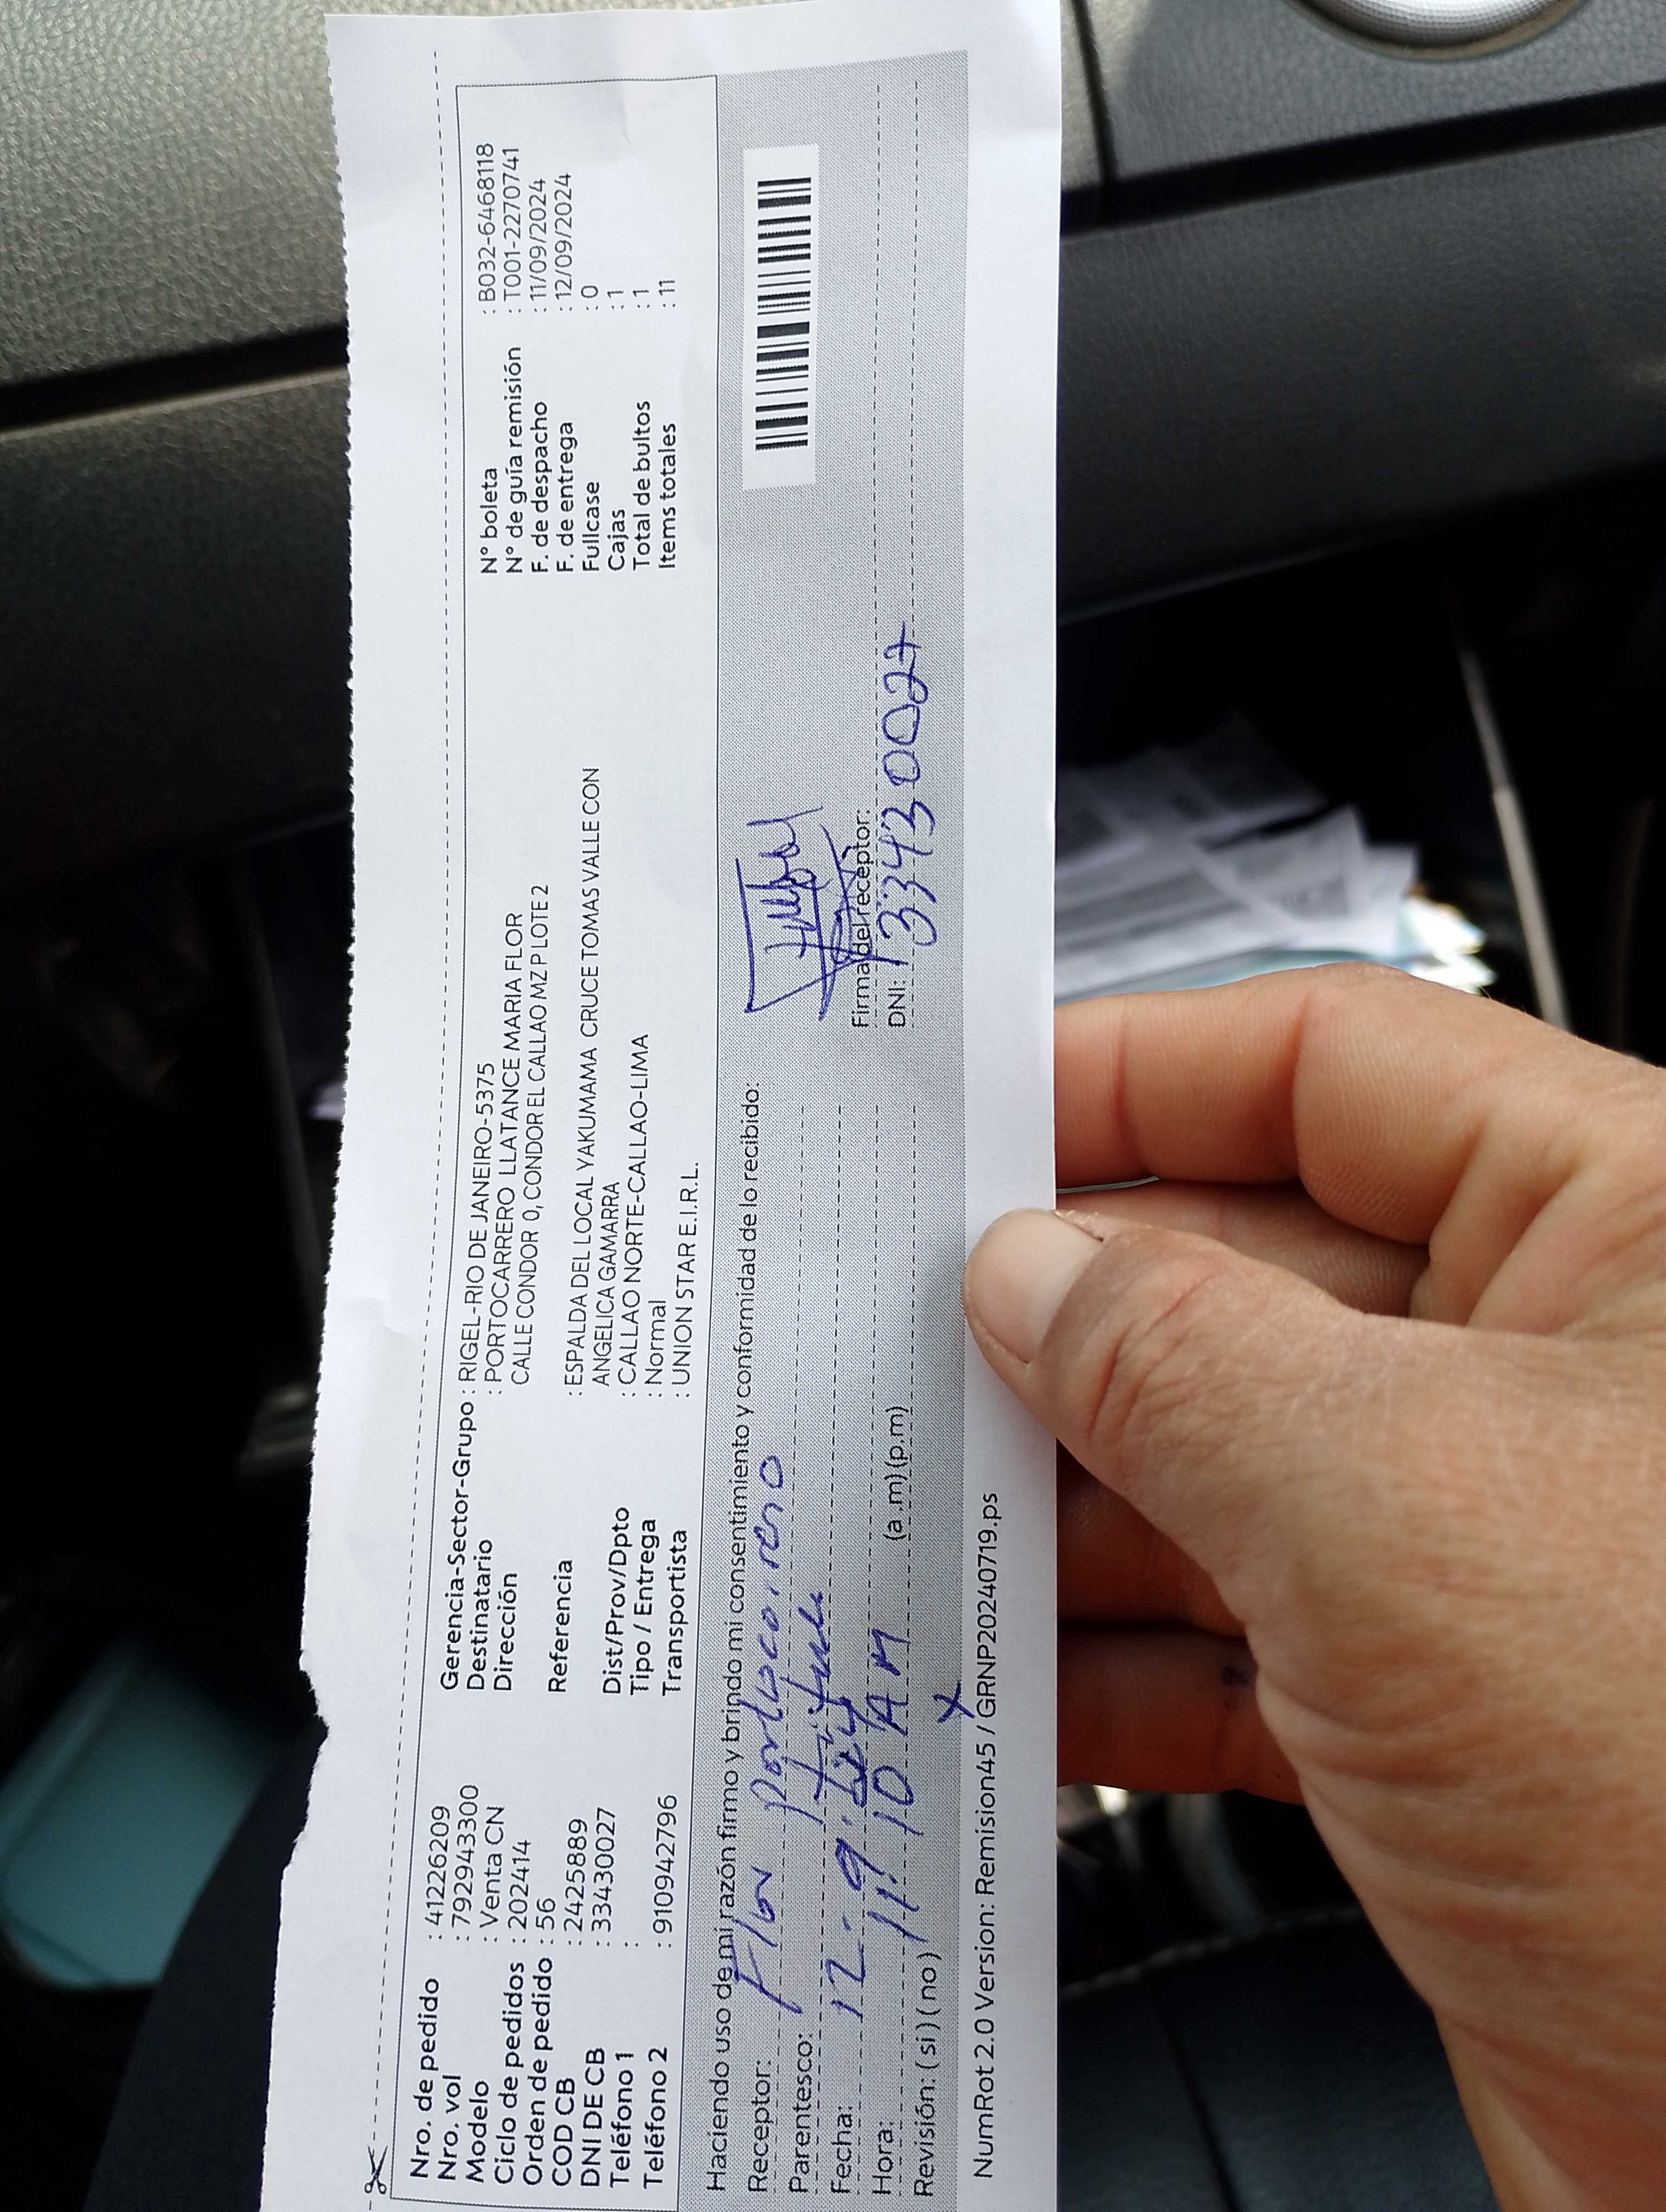 Nro. de pedido : 41226209
Nro. vol : 792943300
Modelo : Venta CN
Ciclo de pedidos : 202414
Orden de pedido : 56
COD CB : 2425889
DNI DE CB : 33430027
Teléfono 1 :
Teléfono 2 : 910942796
Gerencia-Sector-Grupo : RIGEL-RIO DE JANEIRO-5375
Destinatario : PORTOCARRERO LLATANCE MARIA FLOR
Dirección CALLE CONDOR 0, CONDOR EL CALLAO MZ P LOTE 2
Referencia : ESPALDA DEL LOCAL YAKUMAMA CRUCE TOMAS VALLE CON
ANGELICA GAMARRA
Dist/Prov/Dpto : CALLAO NORTE-CALLAO-LIMA
Tipo / Entrega : Normal
Transportista : UNION STAR E.I.R.L.
N° boleta : B032-6468118
N° de guía remisión : T001-2270741
F. de despacho : 11/09/2024
F. de entrega : 12/09/2024
Fullcase : 0
Cajas : 1
Total de bultos : 1
Items totales : 11
Haciendo uso de mi razón firmo y brindo mi consentimiento y conformidad de lo recibido:
Receptor: Flor Portocarrero
Parentesco: titular
Fecha: 12.9.24
Hora: 11:10 AM (a .m) (p.m)
Revisión: ( si ) ( no ) X
Firma del receptor:
DNI: 33430027
NumRot 2.0 Version: Remision45 / GRNP20240719.ps